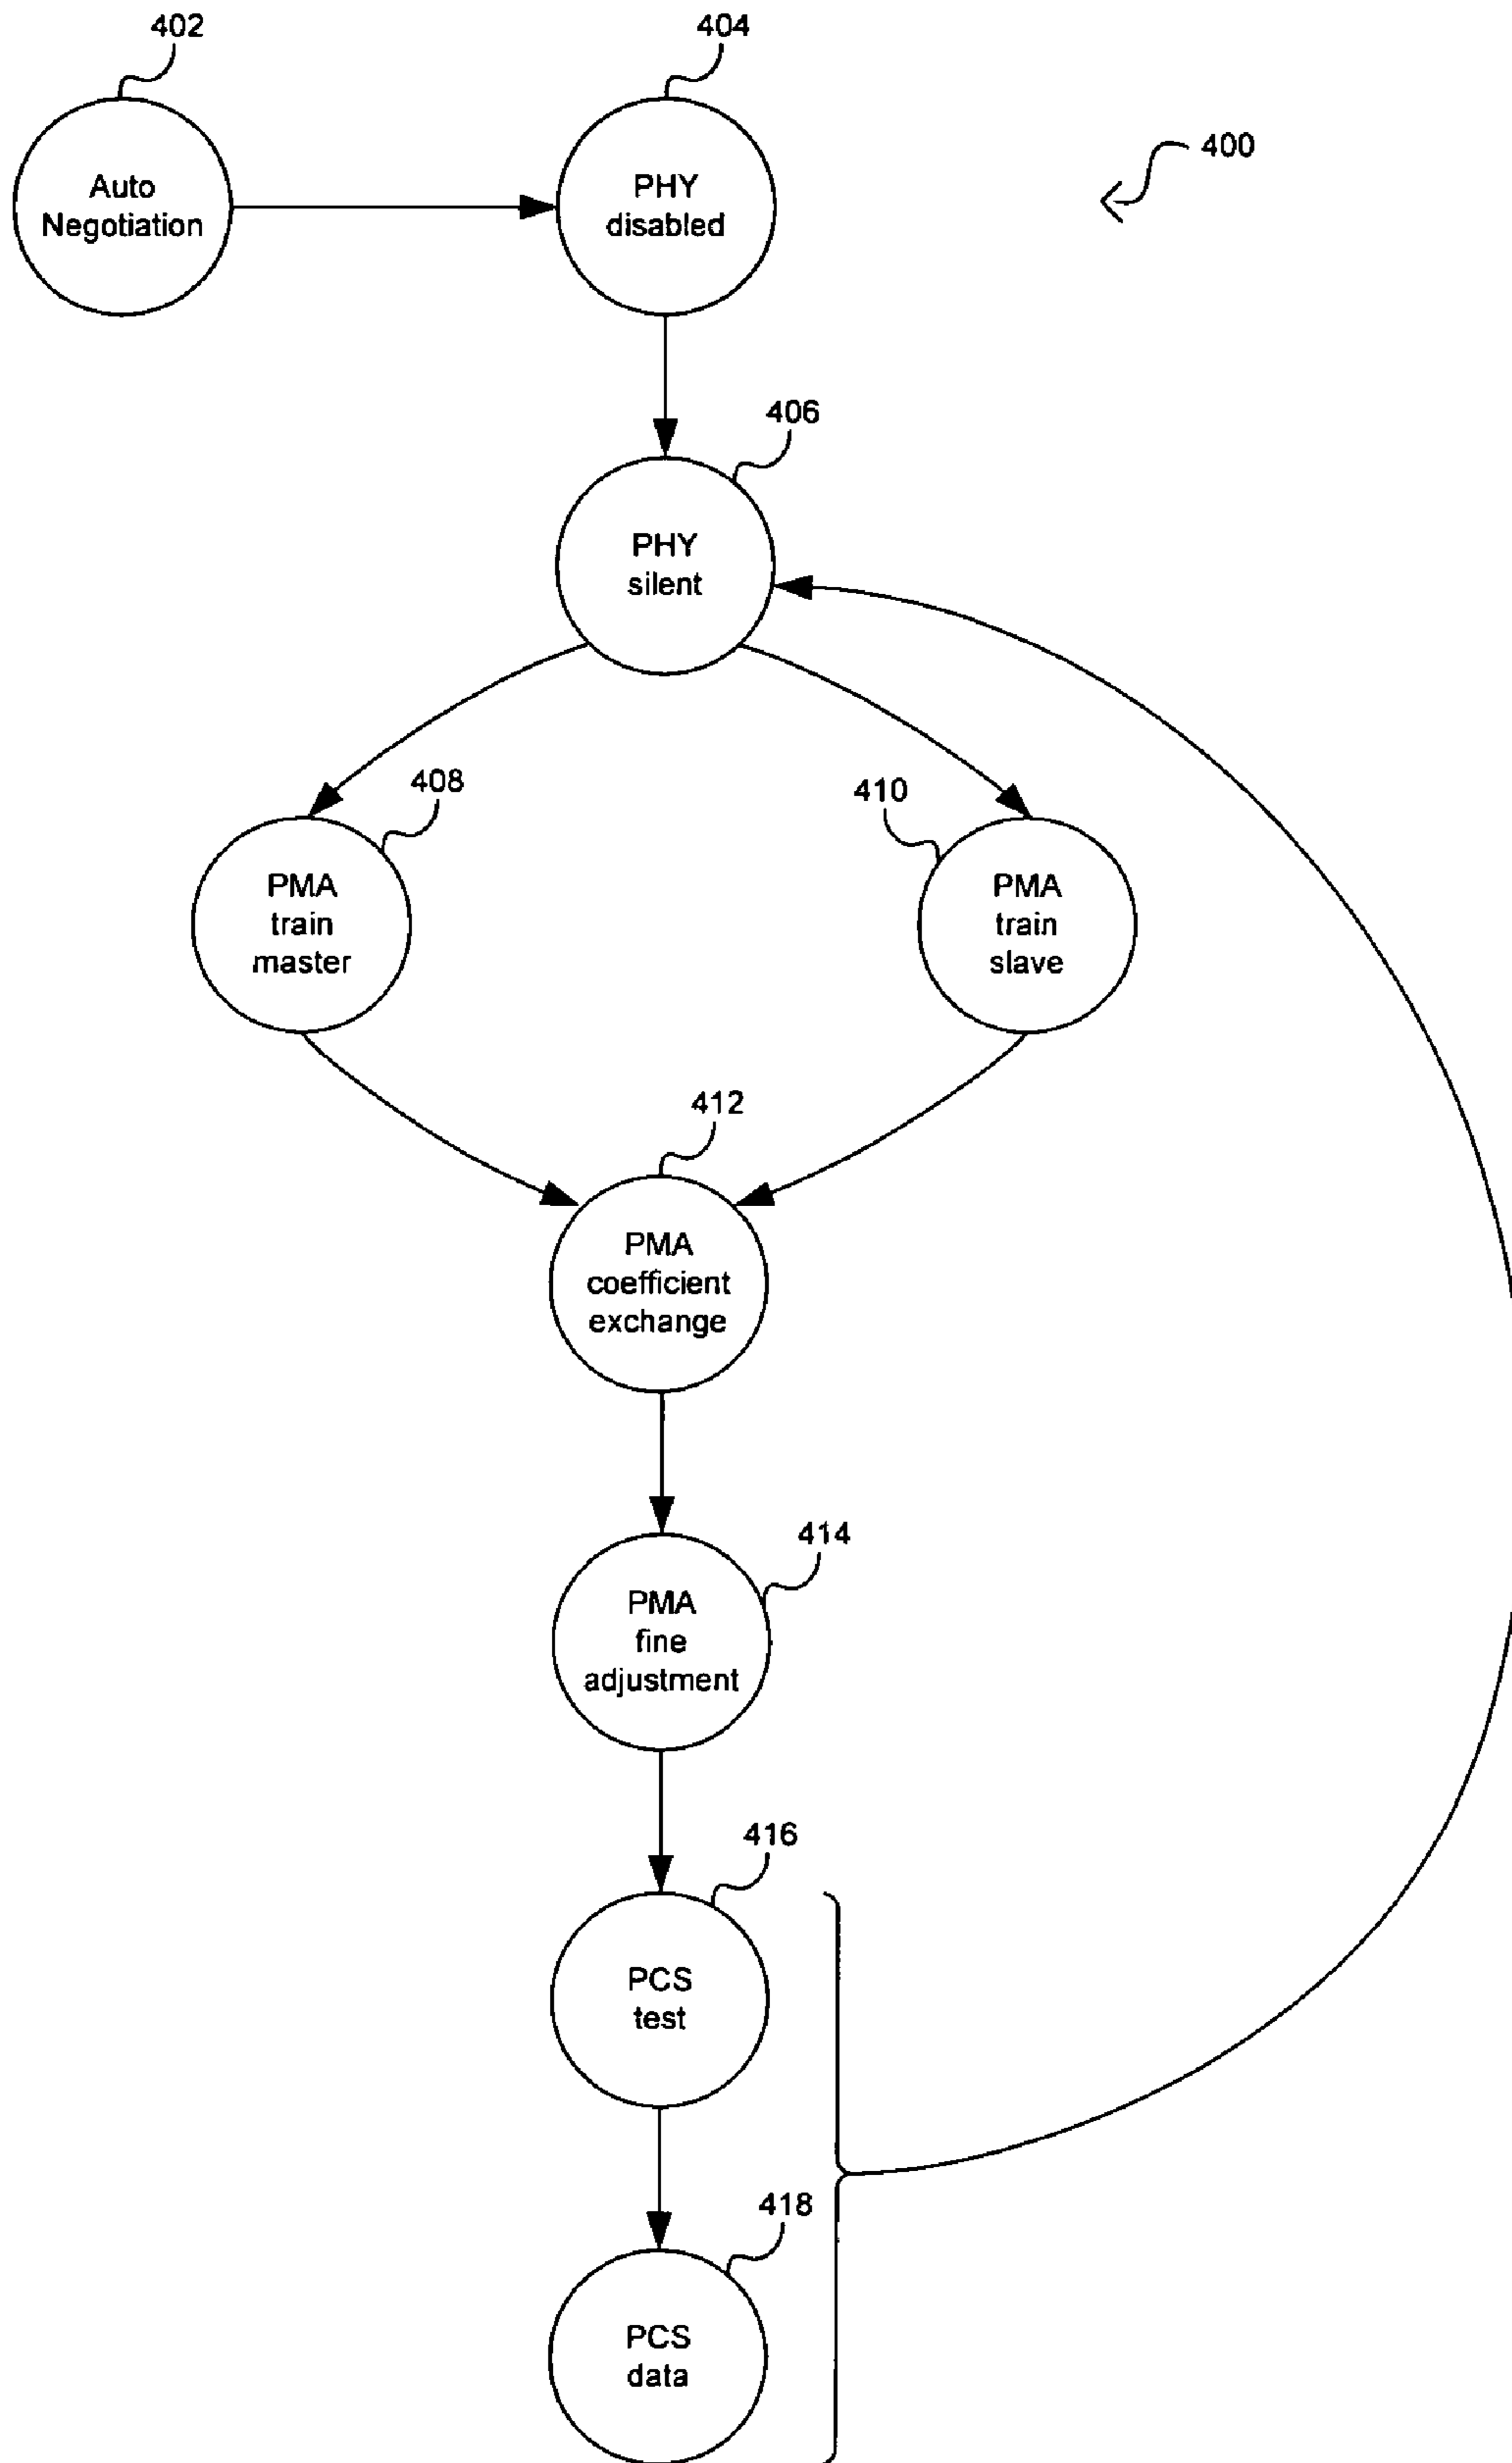 402
404
400
Auto
Negotiation
PHY
disabled
406
PHY
silent
408
410
PMA
train
master
PMA
train
slave
412
PMA
coefficient
exchange
414
PMA
fine
adjustment
416
PCS
test
418
PCS
data